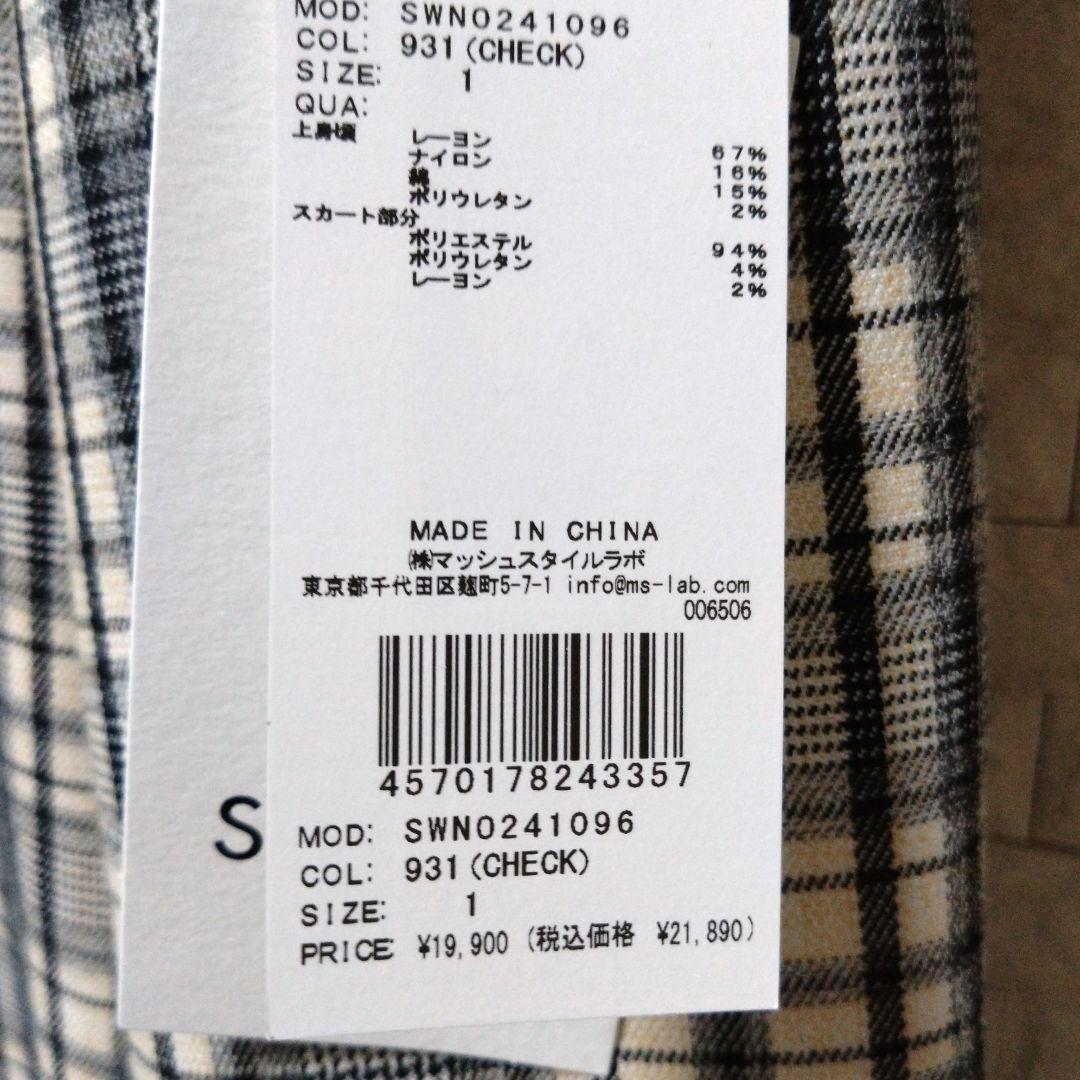 MOD: SWNO241096
COL: 931(CHECK)
SIZE: 1
QUA:
上身頃
レーヨン 67%
ナイロン 16%
綿 15%
ポリウレタン 2%
スカート部分
ポリエステル 94%
ポリウレタン 4%
レーヨン 2%
MADE IN CHINA
㈱マッシュスタイルラボ
東京都千代田区麹町5-7-1 info@ms-lab.com
006506
4570178243357
S
MOD: SWNO241096
COL: 931(CHECK)
SIZE: 1
PRICE: ¥19,900 (税込価格 ¥21,890)